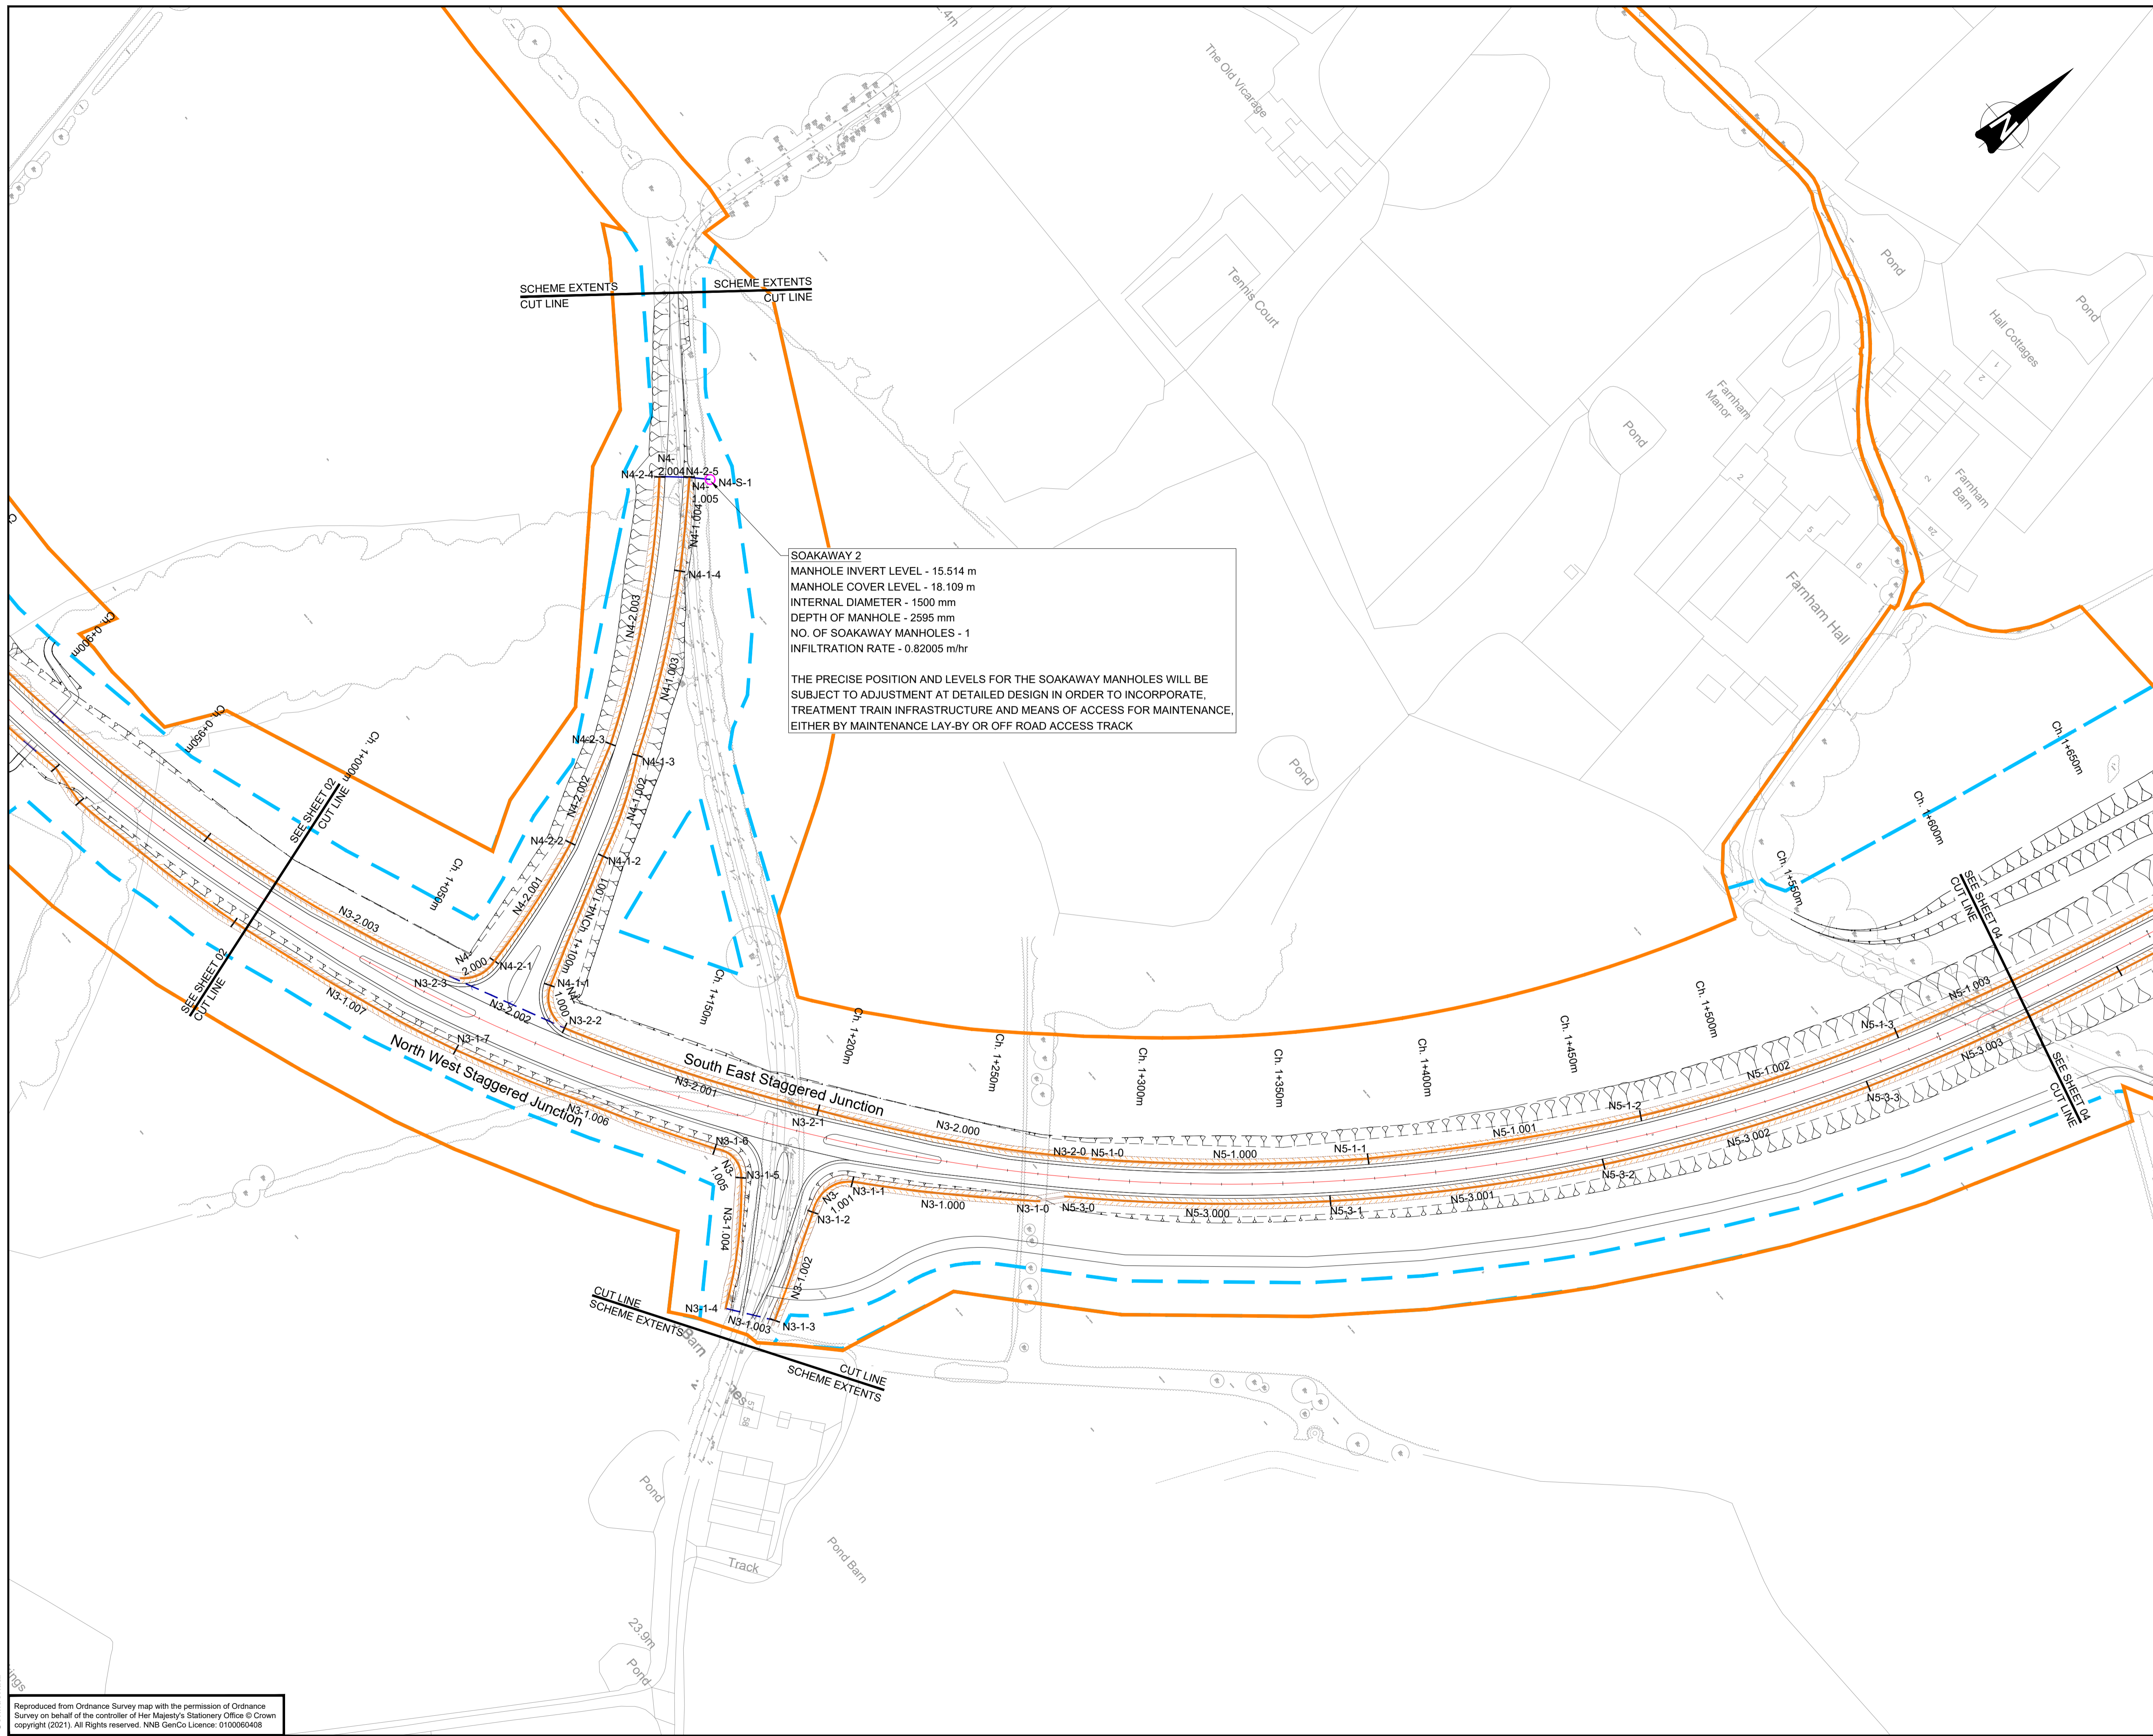 .4m
The Old Vicarage
N
Pond
Pond
Hall Cottages
1
2
Tennis Court
SCHEME EXTENTS
CUT LINE
SCHEME EXTENTS
CUT LINE
Farnham
Manor
Pond
2
2
Farnham
Barn
2a
5
6
Farnham Hall
N4-
2.004
N4-2-4
N4-2-5
N4-S-1
N4-
1.005
N4-1.004
N4-1-4
N4-2.003
N4-1.003
SOAKAWAY 2
MANHOLE INVERT LEVEL - 15.514 m
MANHOLE COVER LEVEL - 18.109 m
INTERNAL DIAMETER - 1500 mm
DEPTH OF MANHOLE - 2595 mm
NO. OF SOAKAWAY MANHOLES - 1
INFILTRATION RATE - 0.82005 m/hr
THE PRECISE POSITION AND LEVELS FOR THE SOAKAWAY MANHOLES WILL BE
SUBJECT TO ADJUSTMENT AT DETAILED DESIGN IN ORDER TO INCORPORATE,
TREATMENT TRAIN INFRASTRUCTURE AND MEANS OF ACCESS FOR MAINTENANCE,
EITHER BY MAINTENANCE LAY-BY OR OFF ROAD ACCESS TRACK
Ch. 0+900m
Ch. 0+950m
Ch. 1+000m
SEE SHEET 02
CUT LINE
Ch. 1+050m
N4-2-3
N4-1-3
N4-2.002
N4-1.002
N4-2-2
N4-1-2
N4-2.001
N4-1.001
Ch. 1+100m
Pond
Ch. 1+650m
Ch. 1+600m
Ch. 1+550m
SEE SHEET 04
CUT LINE
N3-2.003
N4-
2.000
N4-2-1
N4-1-1
N4-
1.000
N3-2-3
N3-2.002
N3-2-2
SEE SHEET 02
CUT LINE
N3-1.007
N3-1-7
North West Staggered Junction
N3-1.006
South East Staggered Junction
N3-2.001
Ch. 1+150m
Ch. 1+200m
Ch. 1+250m
Ch. 1+300m
Ch. 1+350m
Ch. 1+400m
Ch. 1+450m
Ch. 1+500m
N3-2-1
N3-2.000
N3-2-0
N5-1-0
N5-1.000
N5-1-1
N5-1.001
N5-1-2
N5-1.002
N5-1-3
N5-1.003
N5-3.003
N5-3-3
N5-3.002
N5-3-2
N5-3.001
N5-3-1
N5-3.000
N5-3-0
N3-1-0
N3-1.000
N3-1-1
N3-
1.001
N3-1-2
N3-1-6
N3-1-5
N3-
1.005
N3-1.004
N3-1.002
N3-1-4
N3-1.003
N3-1-3
SEE SHEET 04
CUT LINE
CUT LINE
SCHEME EXTENTS
CUT LINE
SCHEME EXTENTS
Barn
57
58
Pond
Track
Pond Barn
23.9m
Pond
Reproduced from Ordnance Survey map with the permission of Ordnance
Survey on behalf of the controller of Her Majesty's Stationery Office © Crown
copyright (2021). All Rights reserved. NNB GenCo Licence: 0100060408